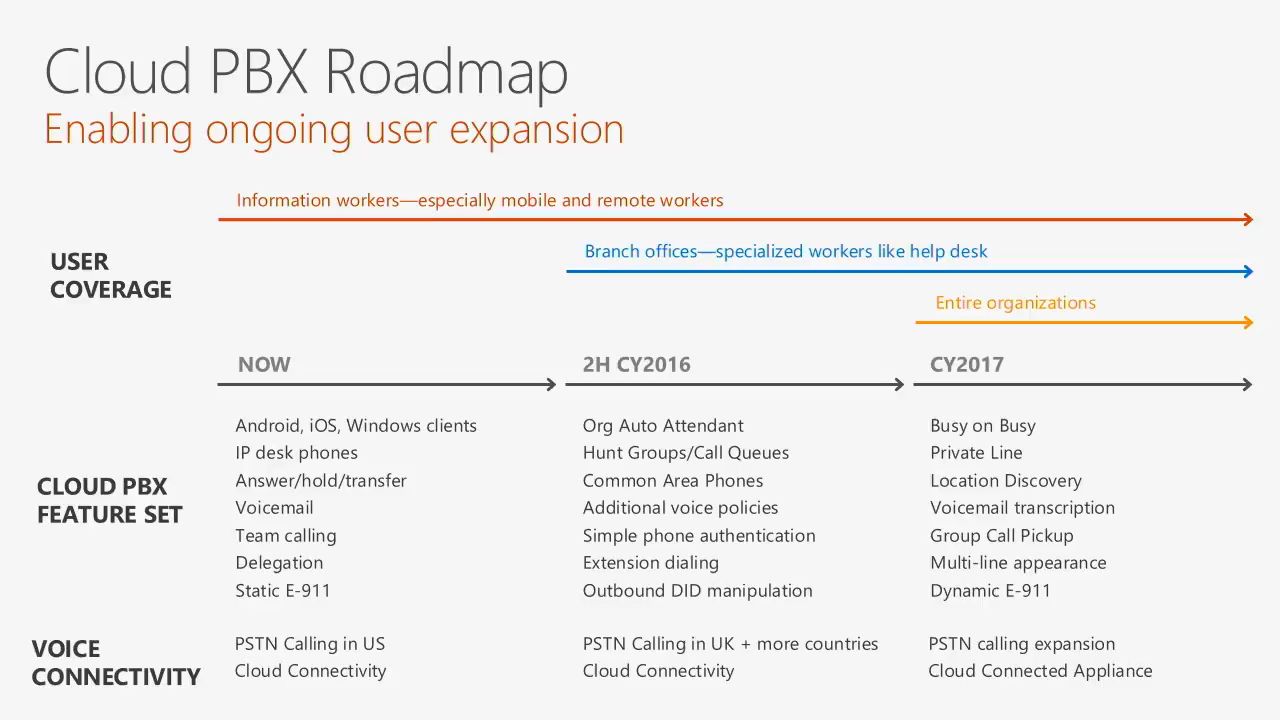 Cloud PBX Roadmap
Enabling ongoing user expansion
Information workers—especially mobile and remote workers
Branch offices—specialized workers like help desk
Entire organizations
USER
COVERAGE
NOW
2H CY2016
CY2017
CLOUD PBX
FEATURE SET
Android, iOS, Windows clients
IP desk phones
Answer/hold/transfer
Voicemail
Team calling
Delegation
Static E-911
Org Auto Attendant
Hunt Groups/Call Queues
Common Area Phones
Additional voice policies
Simple phone authentication
Extension dialing
Outbound DID manipulation
Busy on Busy
Private Line
Location Discovery
Voicemail transcription
Group Call Pickup
Multi-line appearance
Dynamic E-911
VOICE
CONNECTIVITY
PSTN Calling in US
Cloud Connectivity
PSTN Calling in UK + more countries
Cloud Connectivity
PSTN calling expansion
Cloud Connected Appliance